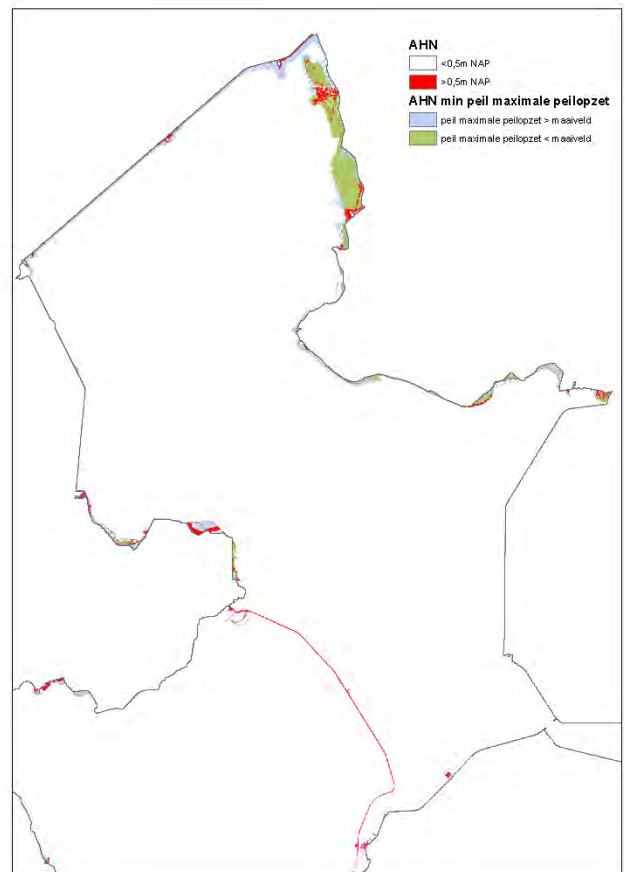 AHN
<0,5m NAP
>0,5m NAP
AHN min peil maximale peilopzet
peil maximale peilopzet > maaiveld
peil maximale peilopzet < maaiveld